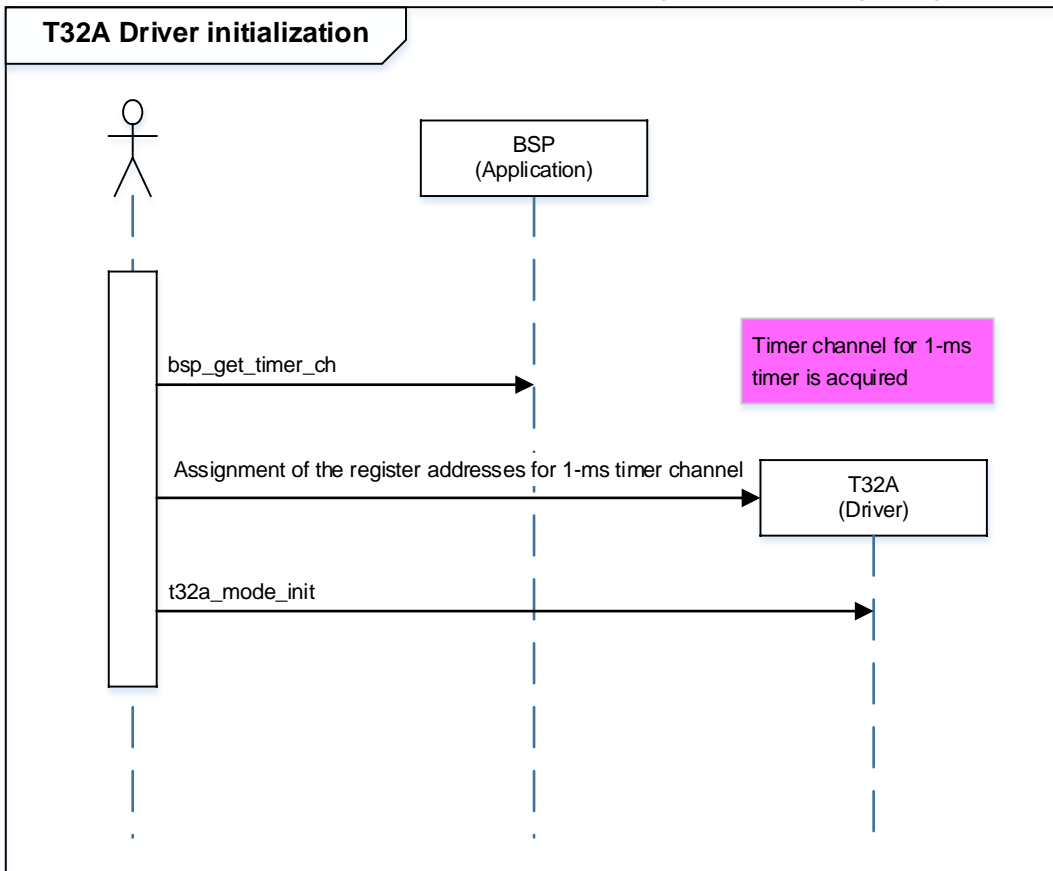 T32A Driver initialization
BSP
(Application)
Timer channel for 1-ms
timer is acquired
bsp_get_timer_ch
Assignment of the register addresses for 1-ms timer channel
T32A
(Driver)
t32a_mode_init